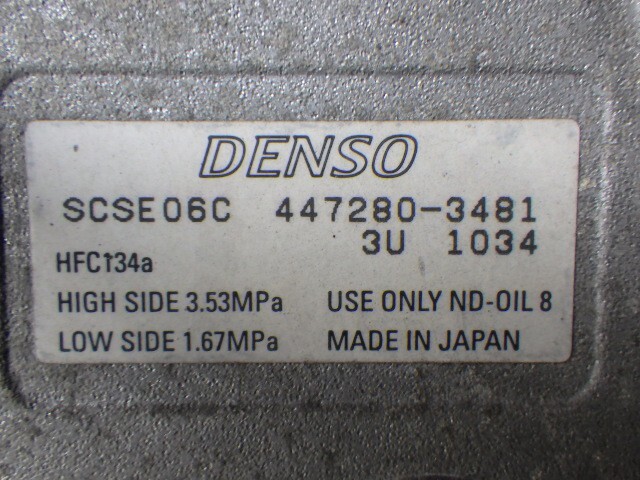 DENSO
SCSE06C 447280-3481
3U 1034
HFC134a
HIGH SIDE 3.53MPa USE ONLY ND-OIL 8
LOW SIDE 1.67MPa MADE IN JAPAN